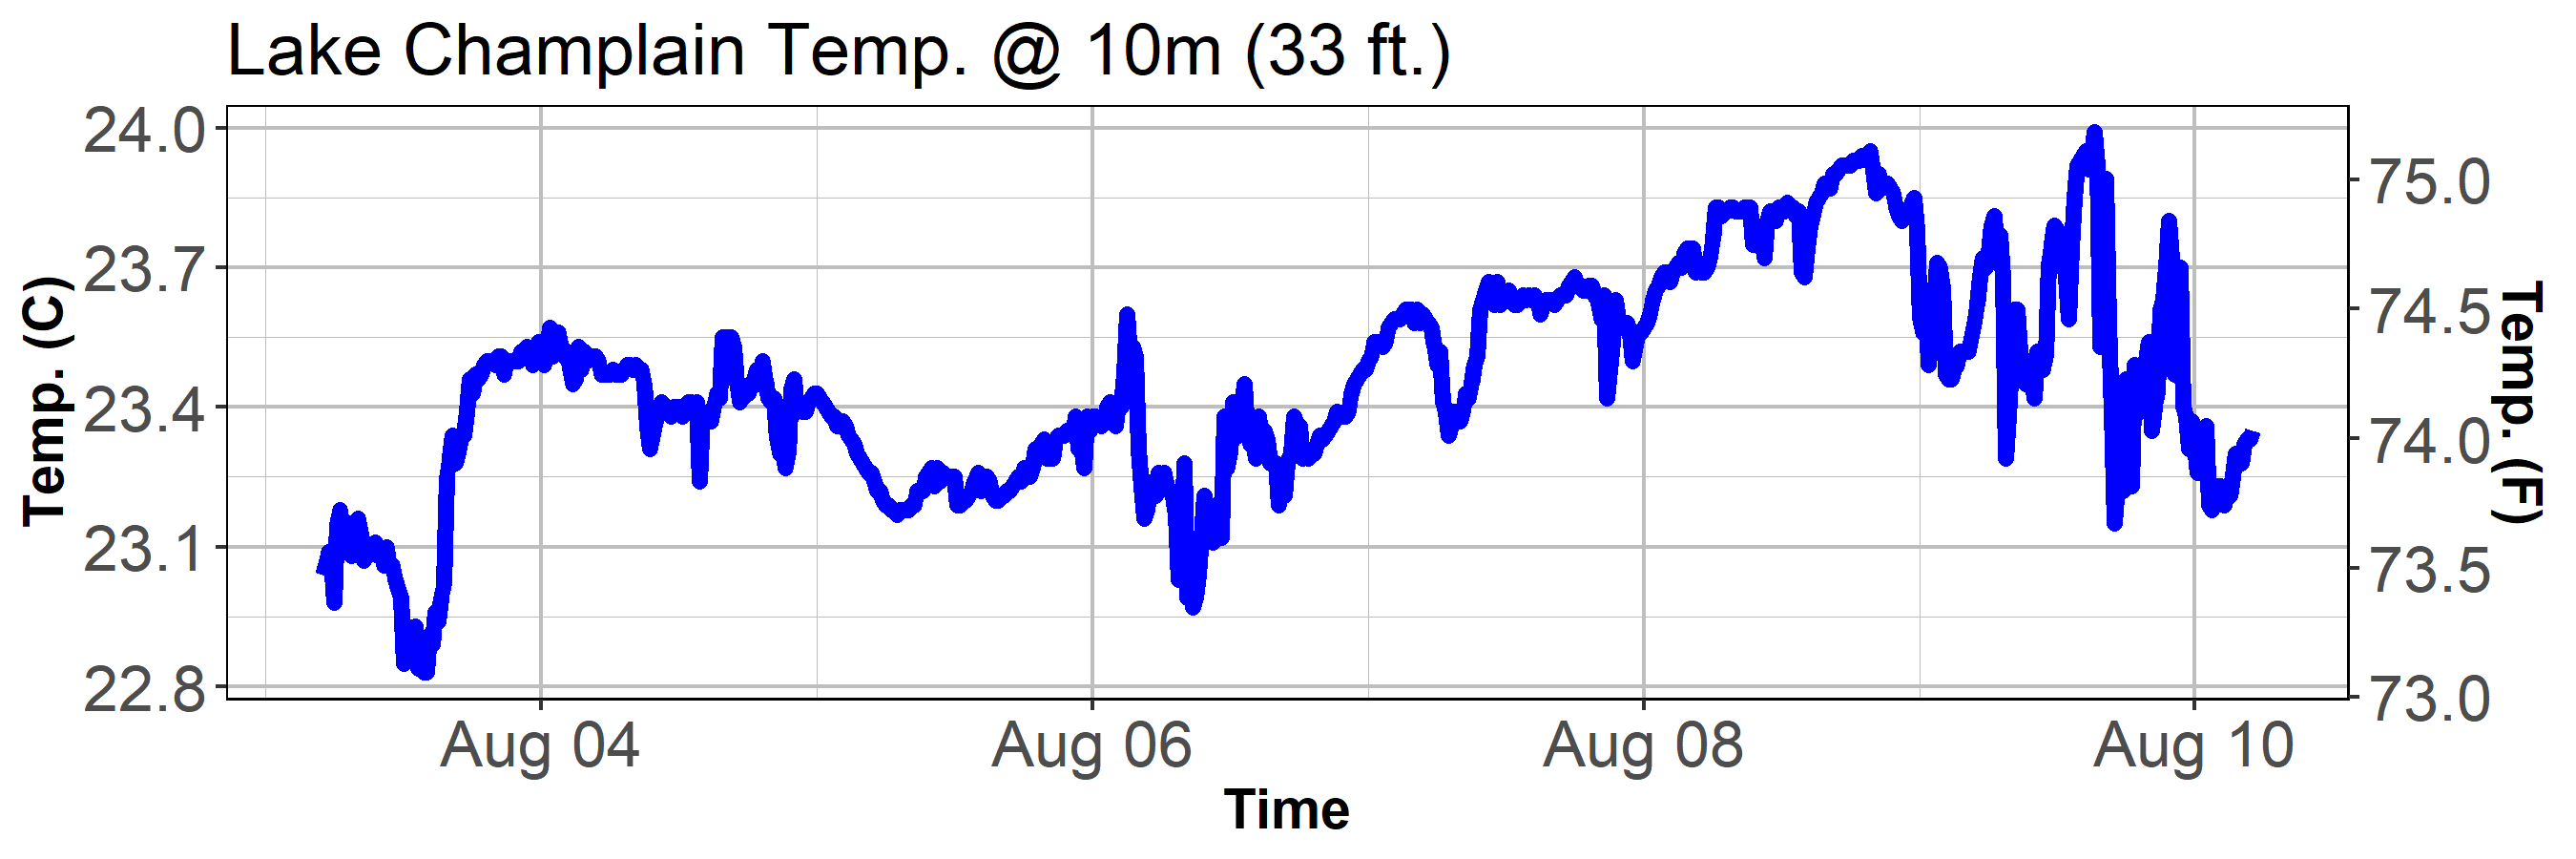 Lake Champlain Temp. @ 10m (33 ft.)
Temp. (C)
24.0
23.7
23.4
23.1
22.8
75.0
74.5
74.0
73.5
73.0
Temp. (F)
Aug 04
Aug 06
Aug 08
Aug 10
Time